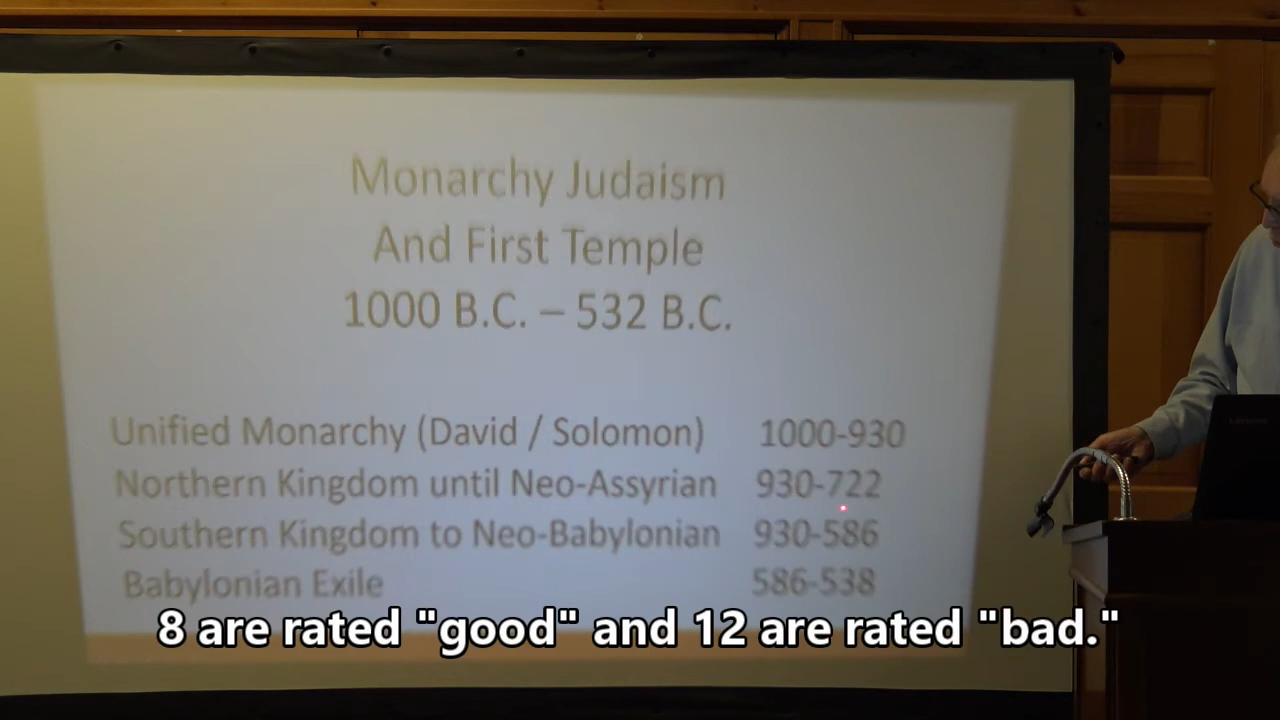 Monarchy Judaism
And First Temple
1000 B.C. – 532 B.C.
Unified Monarchy (David / Solomon) 1000-930
Northern Kingdom until Neo-Assyrian 930-722
Southern Kingdom to Neo-Babylonian 930-586
Babylonian Exile 586-538
8 are rated "good" and 12 are rated "bad."